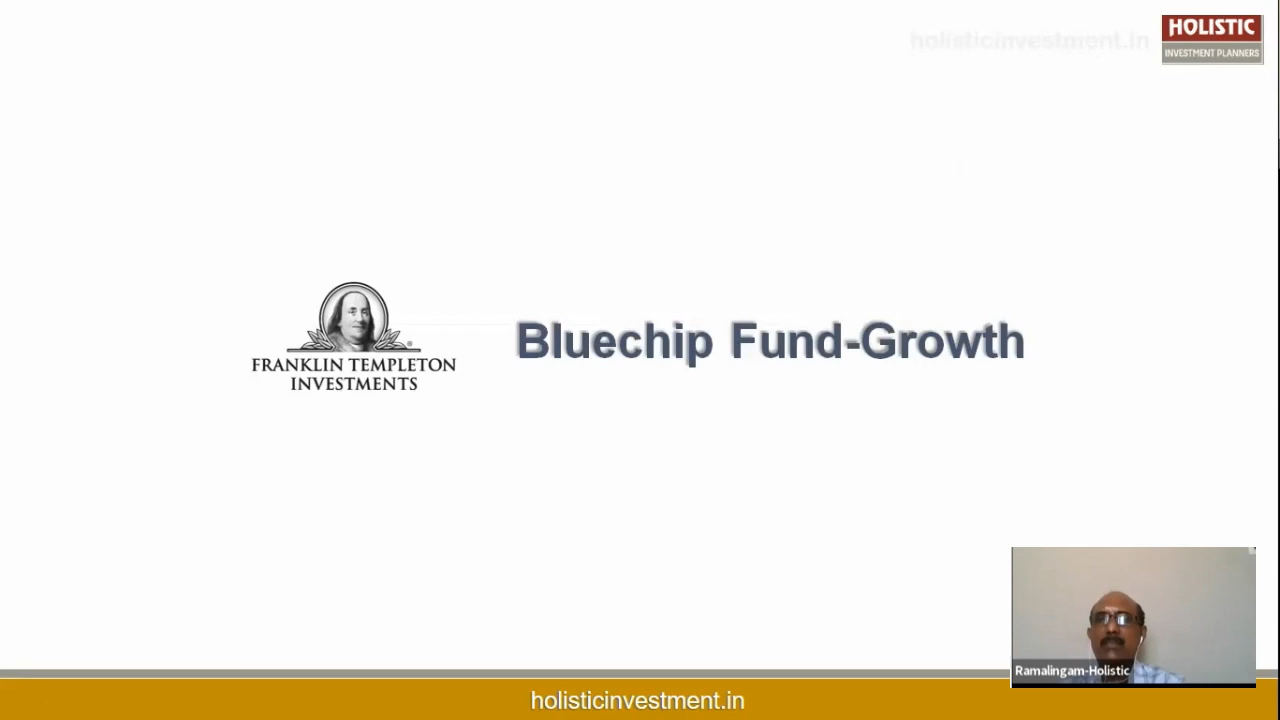 holisticinvestment.in
HOLISTIC
INVESTMENT PLANNERS
FRANKLIN TEMPLETON
INVESTMENTS
Bluechip Fund-Growth
Ramalingam-Holistic
holisticinvestment.in